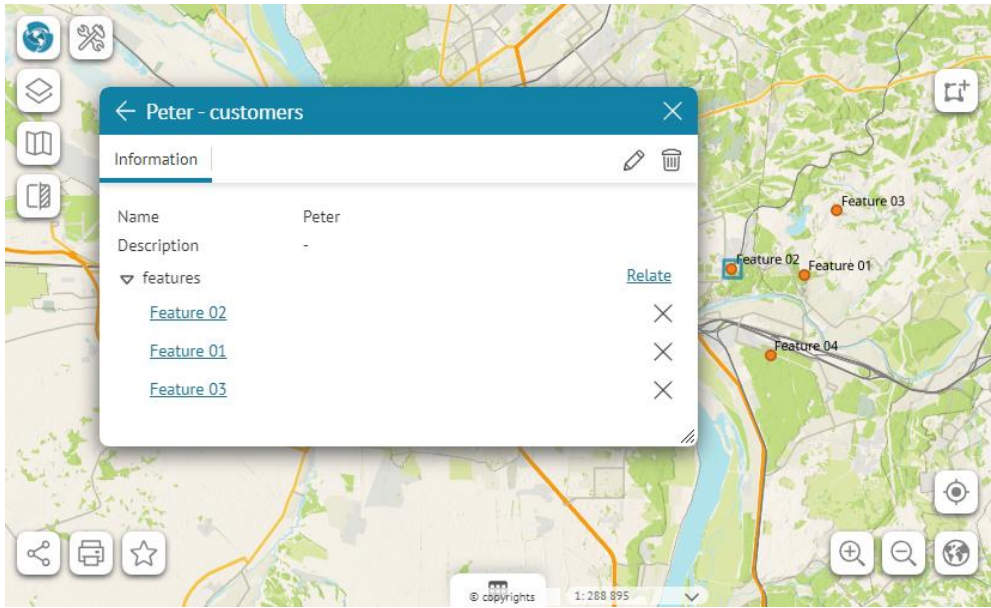 Peter - customers
Information
Name Peter
Description -
features Relate
Feature 02
Feature 01
Feature 03
Feature 03
Feature 02
Feature 01
Feature 04
© copyrights 1: 288 895